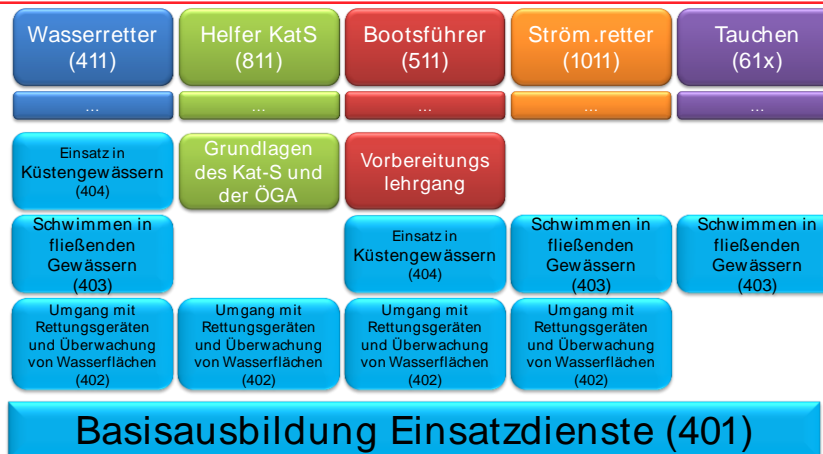 Wasserretter
(411)
Helfer KatS
(811)
Bootsführer
(511)
Ström.retter
(1011)
Tauchen
(61x)
...
...
...
...
...
Einsatz in
Küstengewässern
(404)
Grundlagen
des Kat-S und
der ÖGA
Vorbereitungs
lehrgang
Schwimmen in
fließenden
Gewässern
(403)
Einsatz in
Küstengewässern
(404)
Schwimmen in
fließenden
Gewässern
(403)
Schwimmen in
fließenden
Gewässern
(403)
Umgang mit
Rettungsgeräten
und Überwachung
von Wasserflächen
(402)
Umgang mit
Rettungsgeräten
und Überwachung
von Wasserflächen
(402)
Umgang mit
Rettungsgeräten
und Überwachung
von Wasserflächen
(402)
Umgang mit
Rettungsgeräten
und Überwachung
von Wasserflächen
(402)
Basisausbildung Einsatzdienste (401)